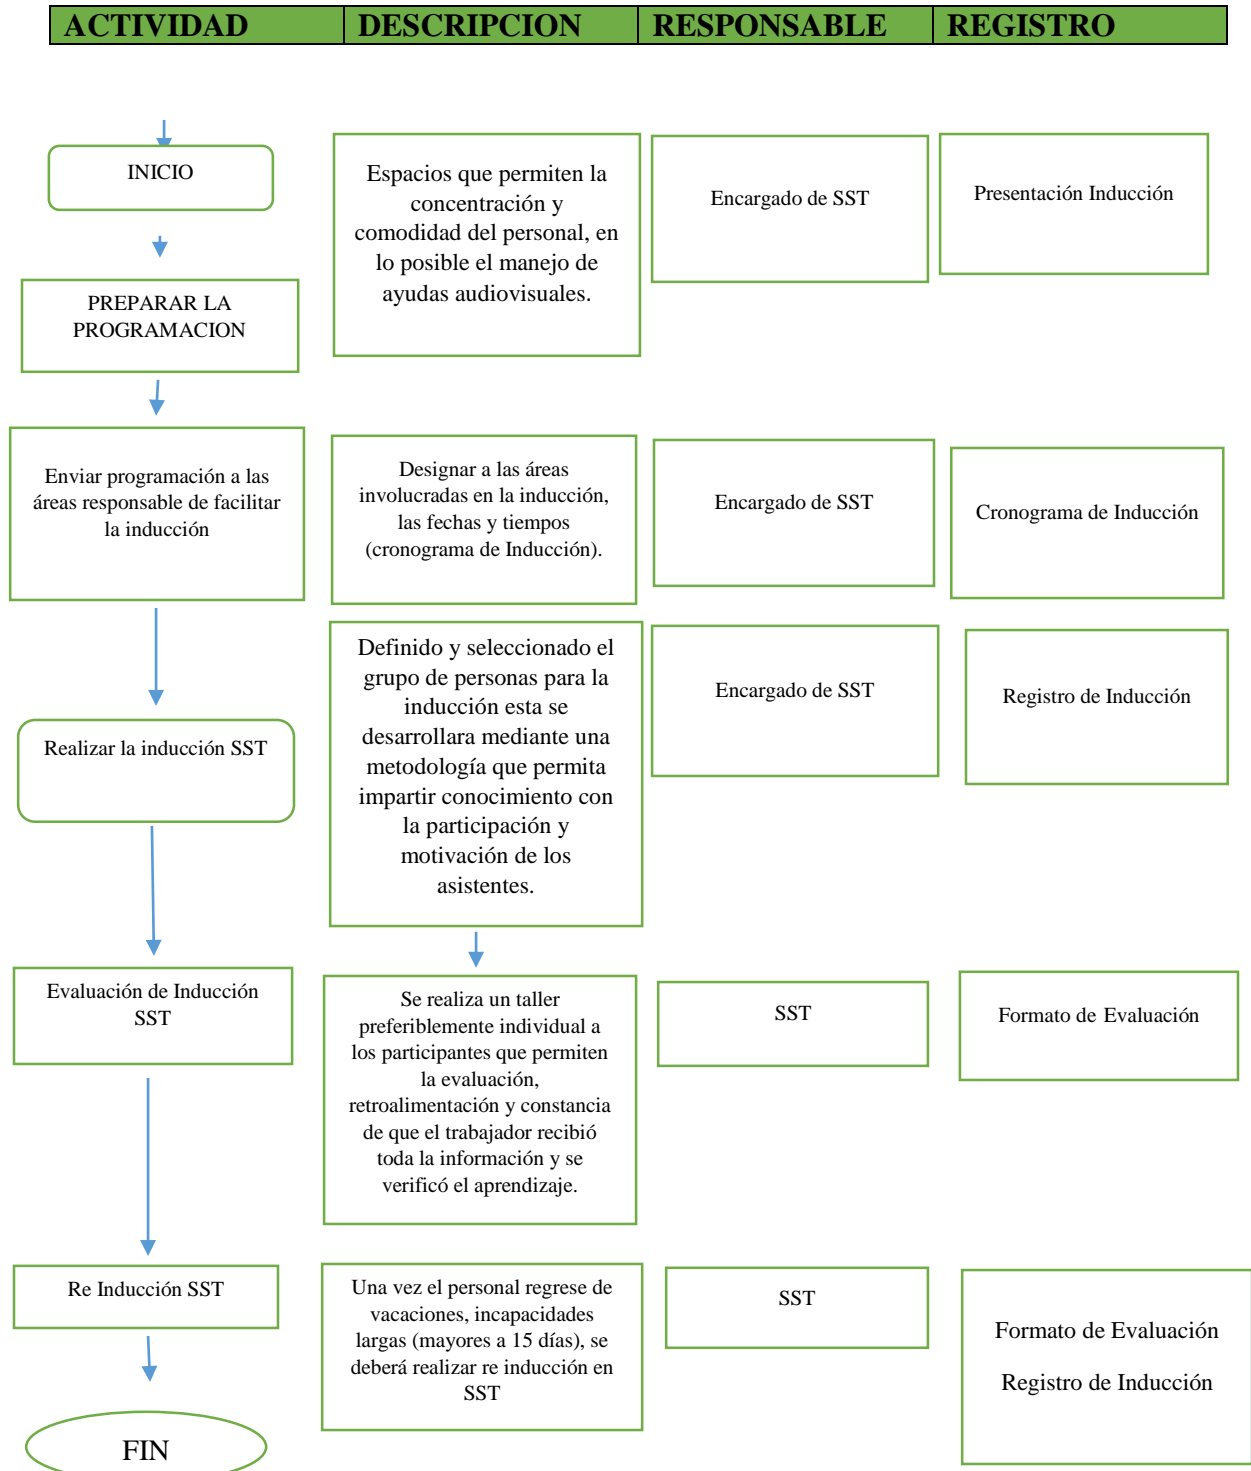 ACTIVIDAD DESCRIPCION RESPONSABLE REGISTRO
INICIO
Espacios que permiten la
concentración y
comodidad del personal, en
lo posible el manejo de
ayudas audiovisuales.
Encargado de SST
Presentación Inducción
PREPARAR LA
PROGRAMACION
Enviar programación a las
áreas responsable de facilitar
la inducción
Designar a las áreas
involucradas en la inducción,
las fechas y tiempos
(cronograma de Inducción).
Encargado de SST
Cronograma de Inducción
Realizar la inducción SST
Definido y seleccionado el
grupo de personas para la
inducción esta se
desarrollara mediante una
metodología que permita
impartir conocimiento con
la participación y
motivación de los
asistentes.
Encargado de SST
Registro de Inducción
Evaluación de Inducción
SST
Se realiza un taller
preferiblemente individual a
los participantes que permiten
la evaluación,
retroalimentación y constancia
de que el trabajador recibió
toda la información y se
verificó el aprendizaje.
SST
Formato de Evaluación
Re Inducción SST
Una vez el personal regrese de
vacaciones, incapacidades
largas (mayores a 15 días), se
deberá realizar re inducción en
SST
SST
Formato de Evaluación
Registro de Inducción
FIN